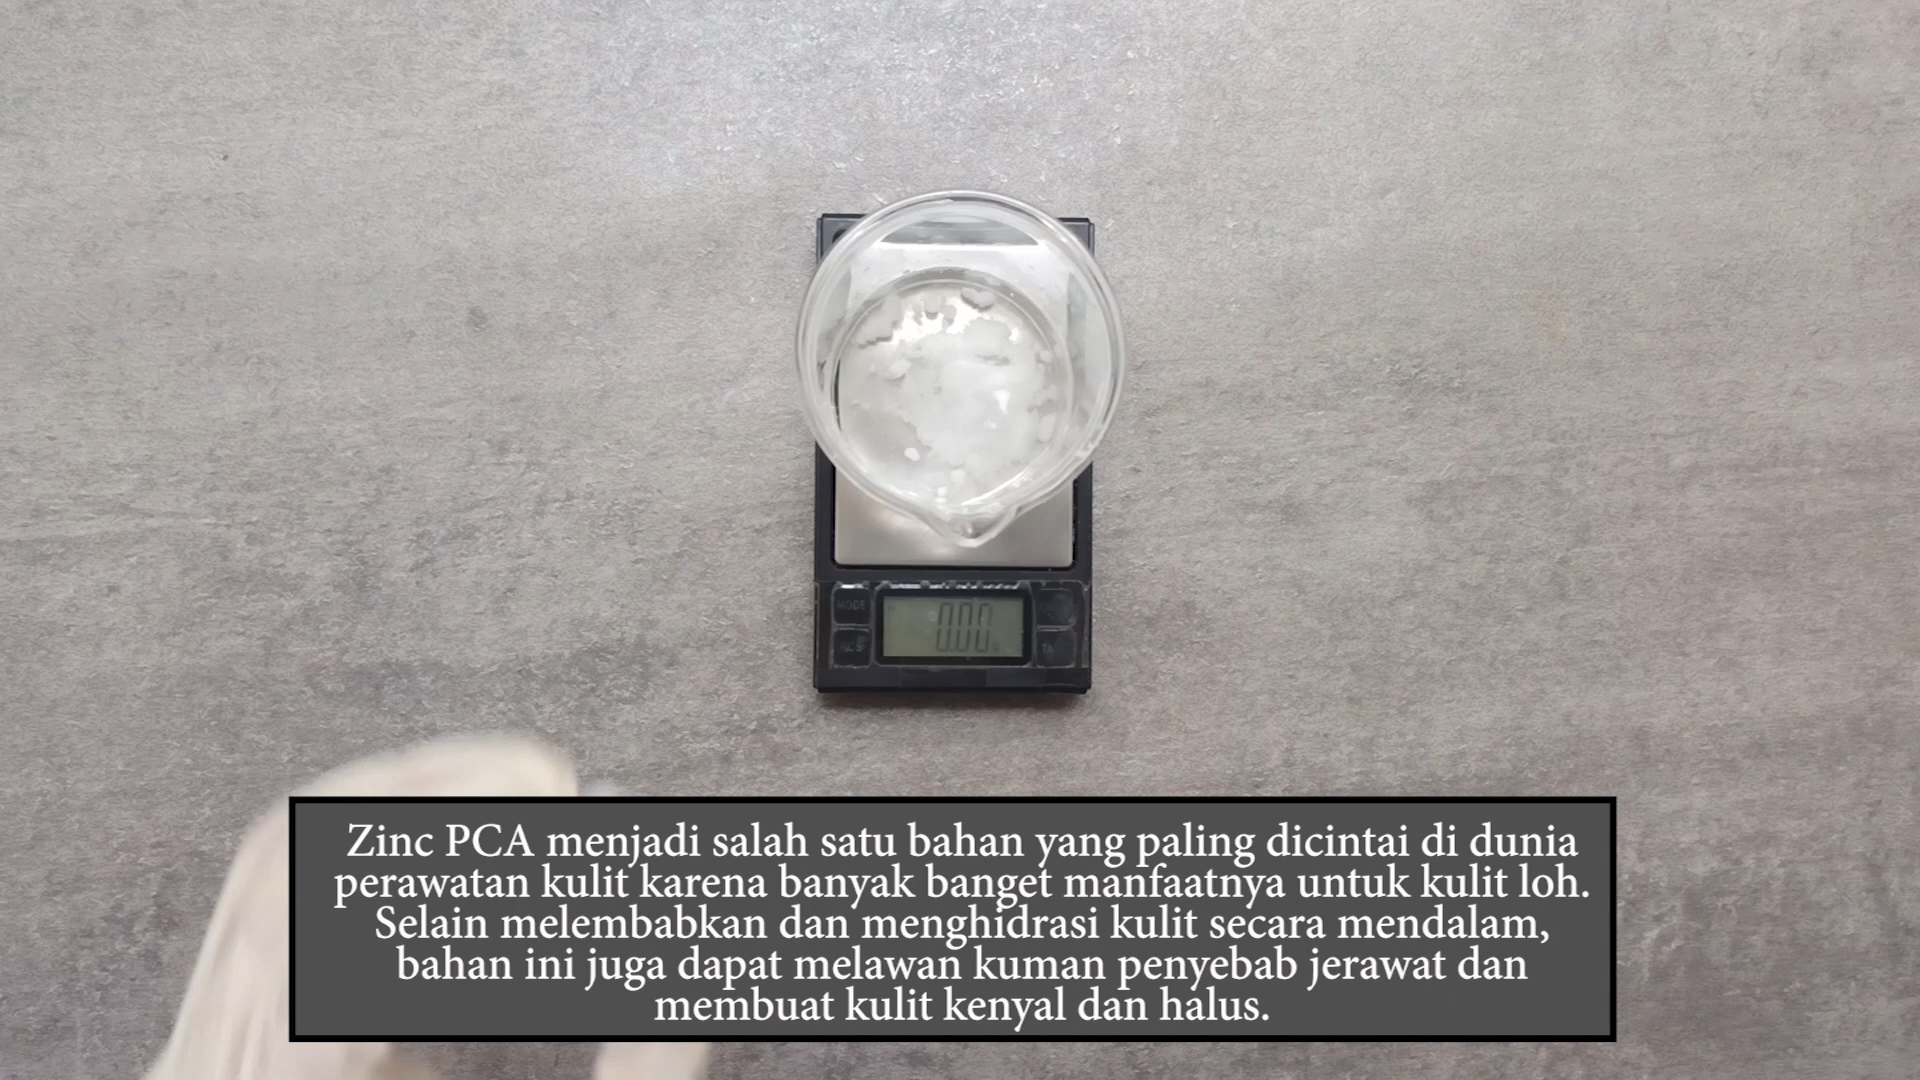 MODE
0.00
Zinc PCA menjadi salah satu bahan yang paling dicintai di dunia
perawatan kulit karena banyak banget manfaatnya untuk kulit loh.
Selain melembabkan dan menghidrasi kulit secara mendalam,
bahan ini juga dapat melawan kuman penyebab jerawat dan
membuat kulit kenyal dan halus.